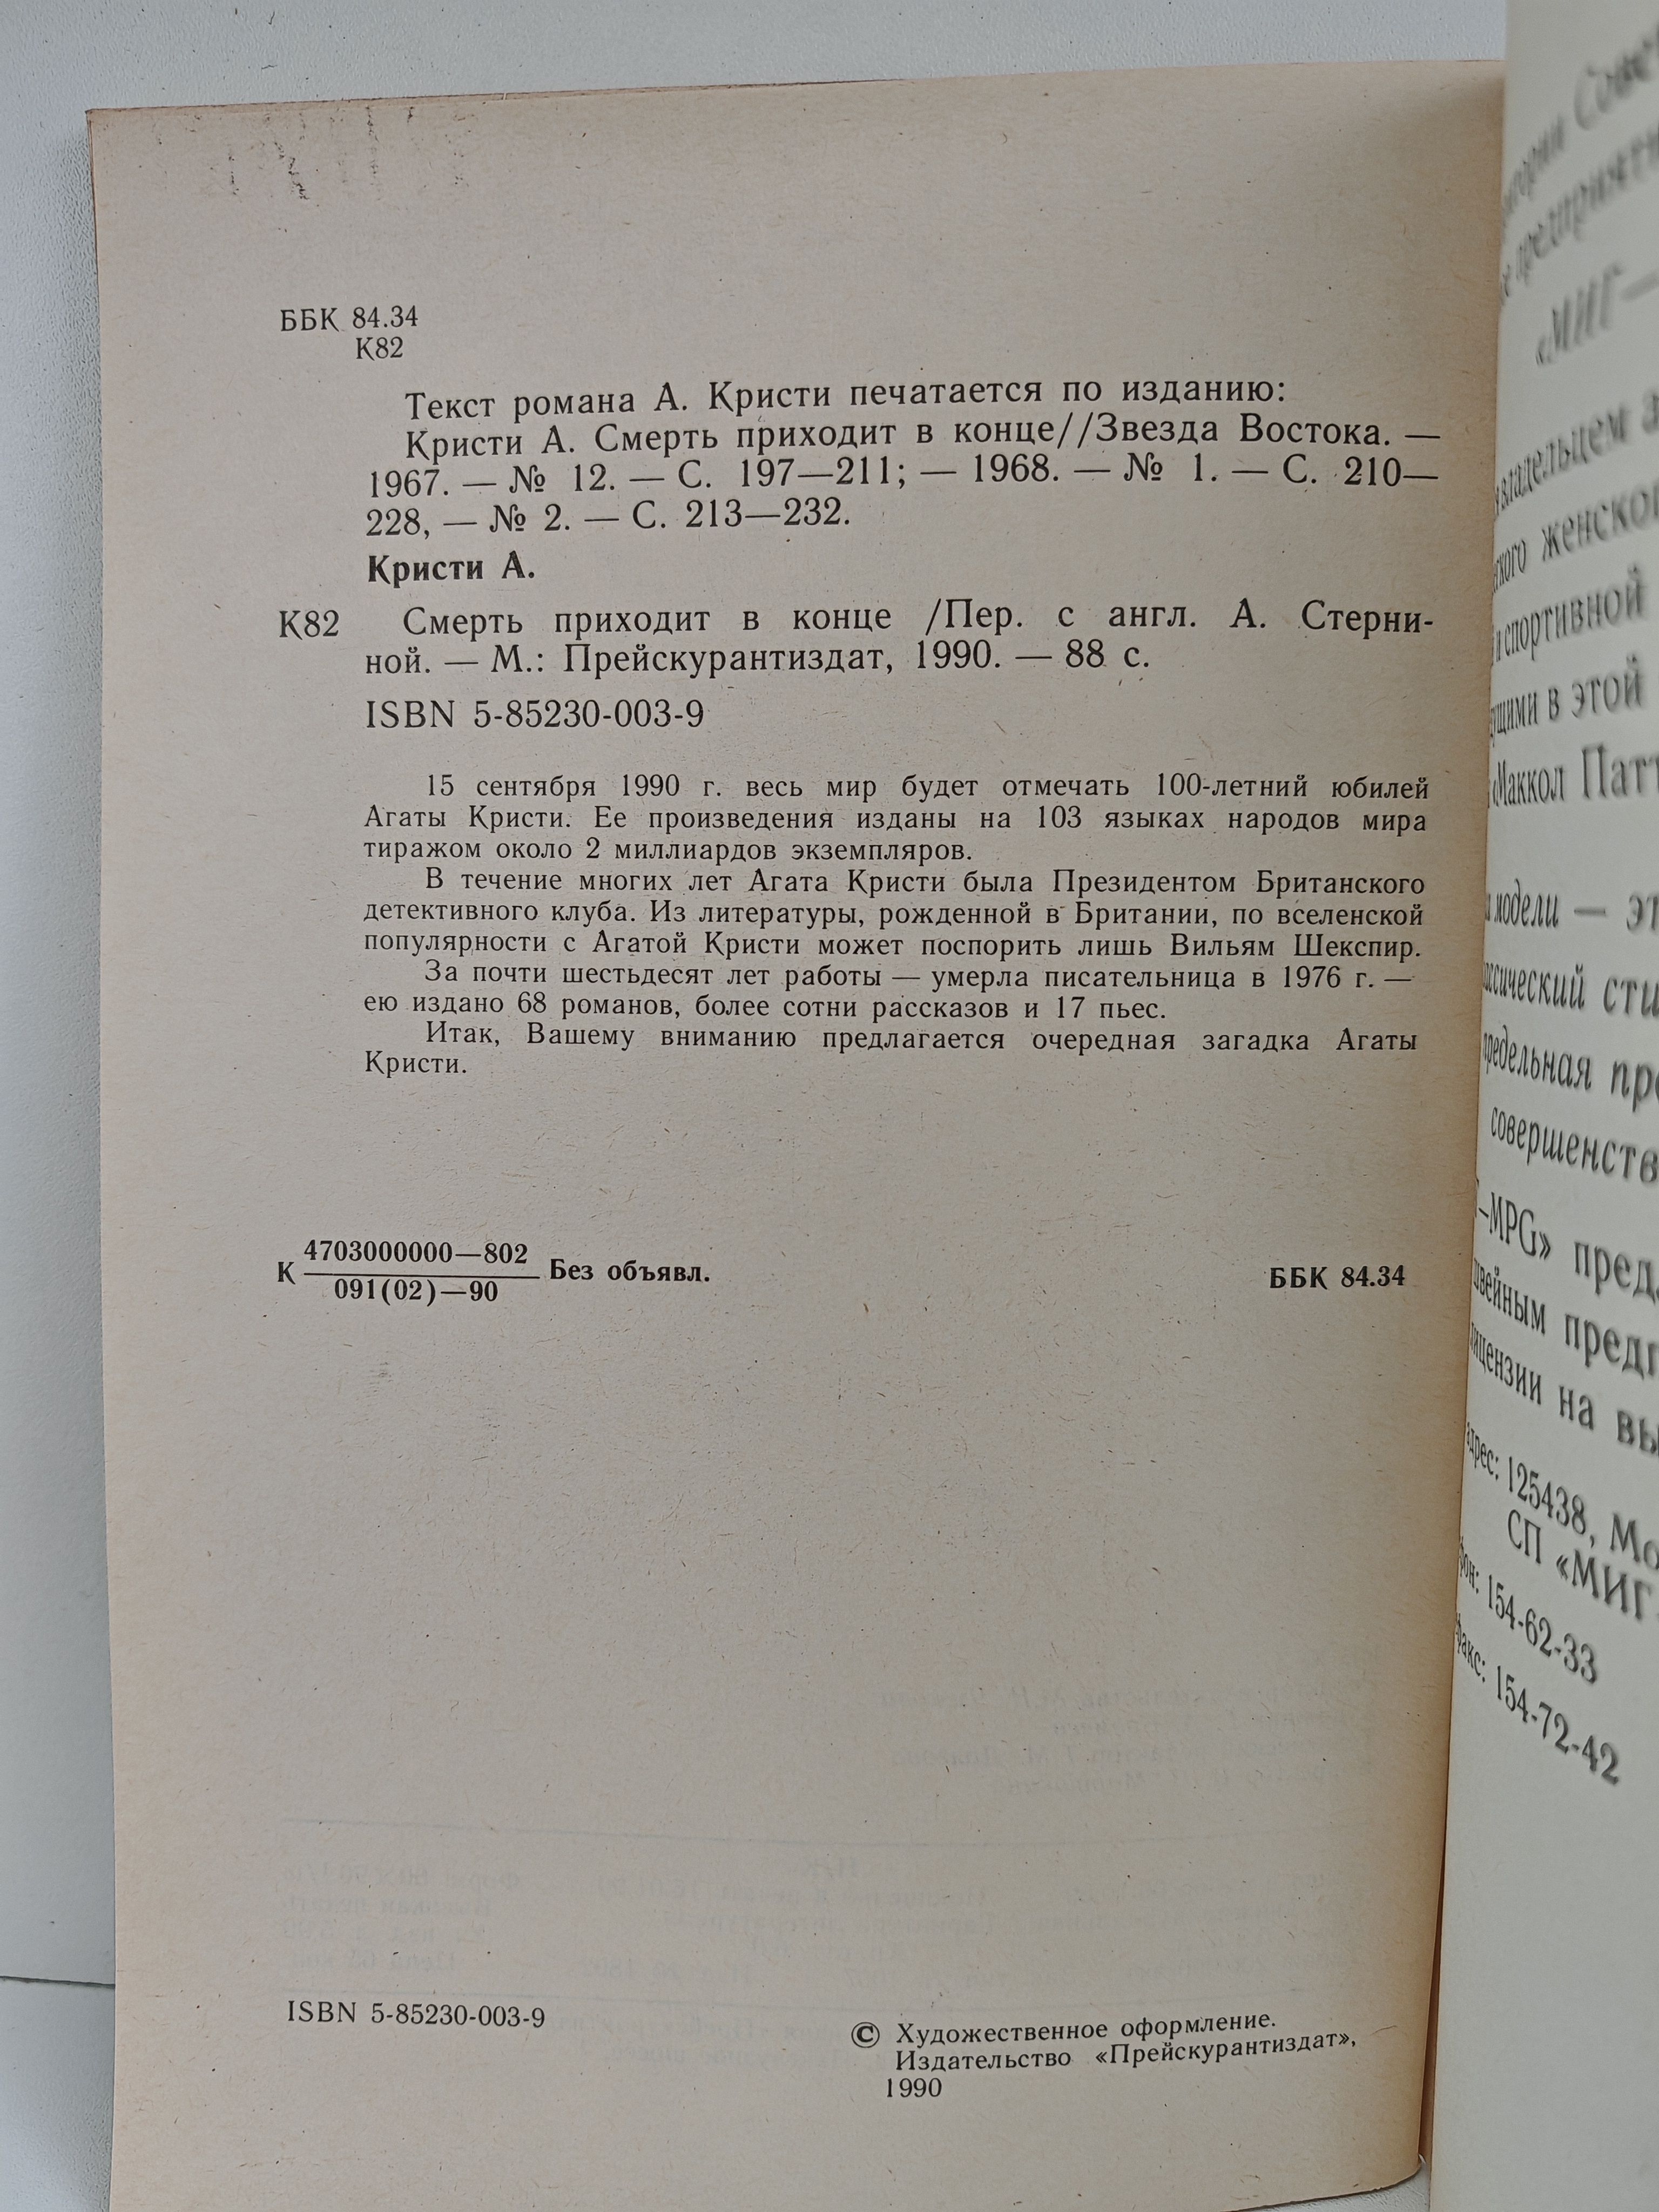 ББК 84.34
К82
Текст романа А. Кристи печатается по изданию:
Кристи А. Смерть приходит в конце//Звезда Востока. —
1967. — № 12. — С. 197—211; — 1968. — № 1. — С. 210—
228, — № 2. — С. 213—232.
Кристи А.
К82 Смерть приходит в конце /Пер. с англ. А. Стерни-
ной. — М.: Прейскурантиздат, 1990. — 88 с.
ISBN 5-85230-003-9
15 сентября 1990 г. весь мир будет отмечать 100-летний юбилей
Агаты Кристи. Ее произведения изданы на 103 языках народов мира
тиражом около 2 миллиардов экземпляров.
В течение многих лет Агата Кристи была Президентом Британского
детективного клуба. Из литературы, рожденной в Британии, по вселенской
популярности с Агатой Кристи может поспорить лишь Вильям Шекспир.
За почти шестьдесят лет работы — умерла писательница в 1976 г. —
ею издано 68 романов, более сотни рассказов и 17 пьес.
Итак, Вашему вниманию предлагается очередная загадка Агаты
Кристи.
К 4703000000—802
091(02)—90 Без объявл. ББК 84.34
ISBN 5-85230-003-9
© Художественное оформление.
Издательство «Прейскурантиздат»,
1990
«МИГ—
женской
спортивной
в этой
«Маккол
модели — эт
совершенств
–MPG» пред
на вы
125438, Мо
СП «МИГ
154-62-33
154-72-42